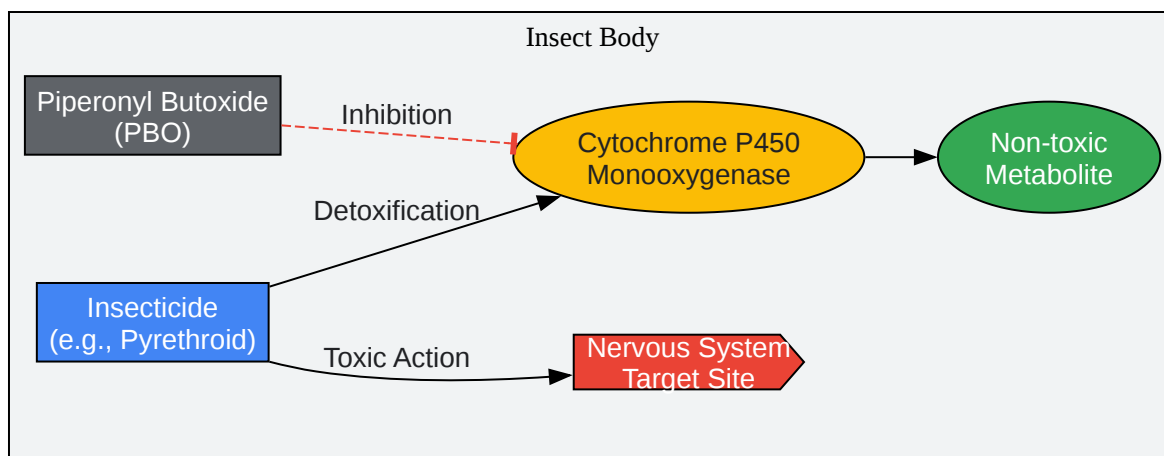 Insect Body
Piperonyl Butoxide
(PBO)
Inhibition
Cytochrome P450
Monooxygenase
Non-toxic
Metabolite
Detoxification
Insecticide
(e.g., Pyrethroid)
Toxic Action
Nervous System
Target Site